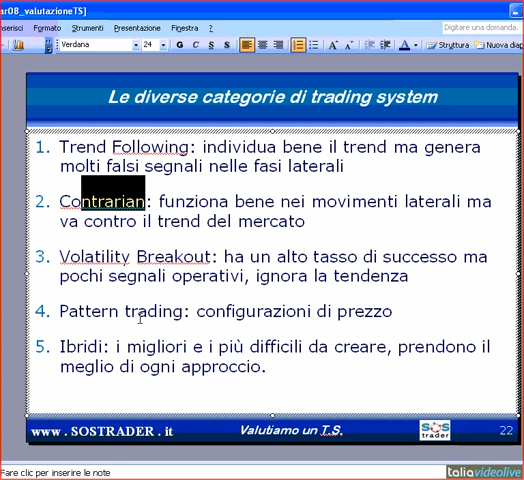 ar08_valutazioneTS]
nserisci Formato Strumenti Presentazione Finestra ? Digitare una domanda.
Verdana 24 G C S S A A A Struttura Nuova diap
Le diverse categorie di trading system
1. Trend Following: individua bene il trend ma genera
molti falsi segnali nelle fasi laterali
2. Contrarian: funziona bene nei movimenti laterali ma
va contro il trend del mercato
3. Volatility Breakout: ha un alto tasso di successo ma
pochi segnali operativi, ignora la tendenza
4. Pattern trading: configurazioni di prezzo
5. Ibridi: i migliori e i più difficili da creare, prendono il
meglio di ogni approccio.
www . SOSTRADER . it Valutiamo un T.S. SOS trader 22
Fare clic per inserire le note
italiavideolive